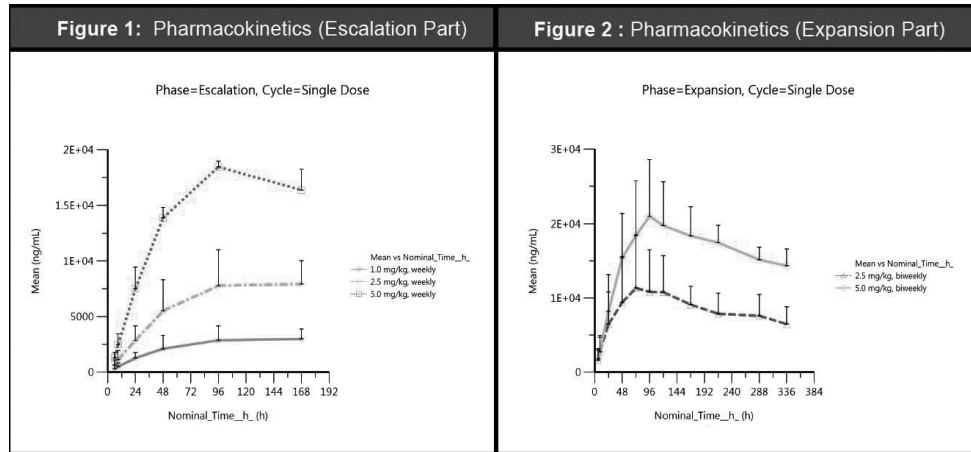 Figure 1: Pharmacokinetics (Escalation Part)
Phase=Escalation, Cycle=Single Dose
2E+04
1.5E+04
1E+04
5000
0
Mean (ng/mL)
0 24 48 72 96 120 144 168 192
Nominal_Time__h_ (h)
Mean vs Nominal_Time__h_
1.0 mg/kg, weekly
2.5 mg/kg, weekly
5.0 mg/kg, weekly
Figure 2 : Pharmacokinetics (Expansion Part)
Phase=Expansion, Cycle=Single Dose
3E+04
2E+04
1E+04
0
Mean (ng/mL)
0 48 96 144 192 240 288 336 384
Nominal_Time__h_ (h)
Mean vs Nominal_Time__h_
2.5 mg/kg, biweekly
5.0 mg/kg, biweekly